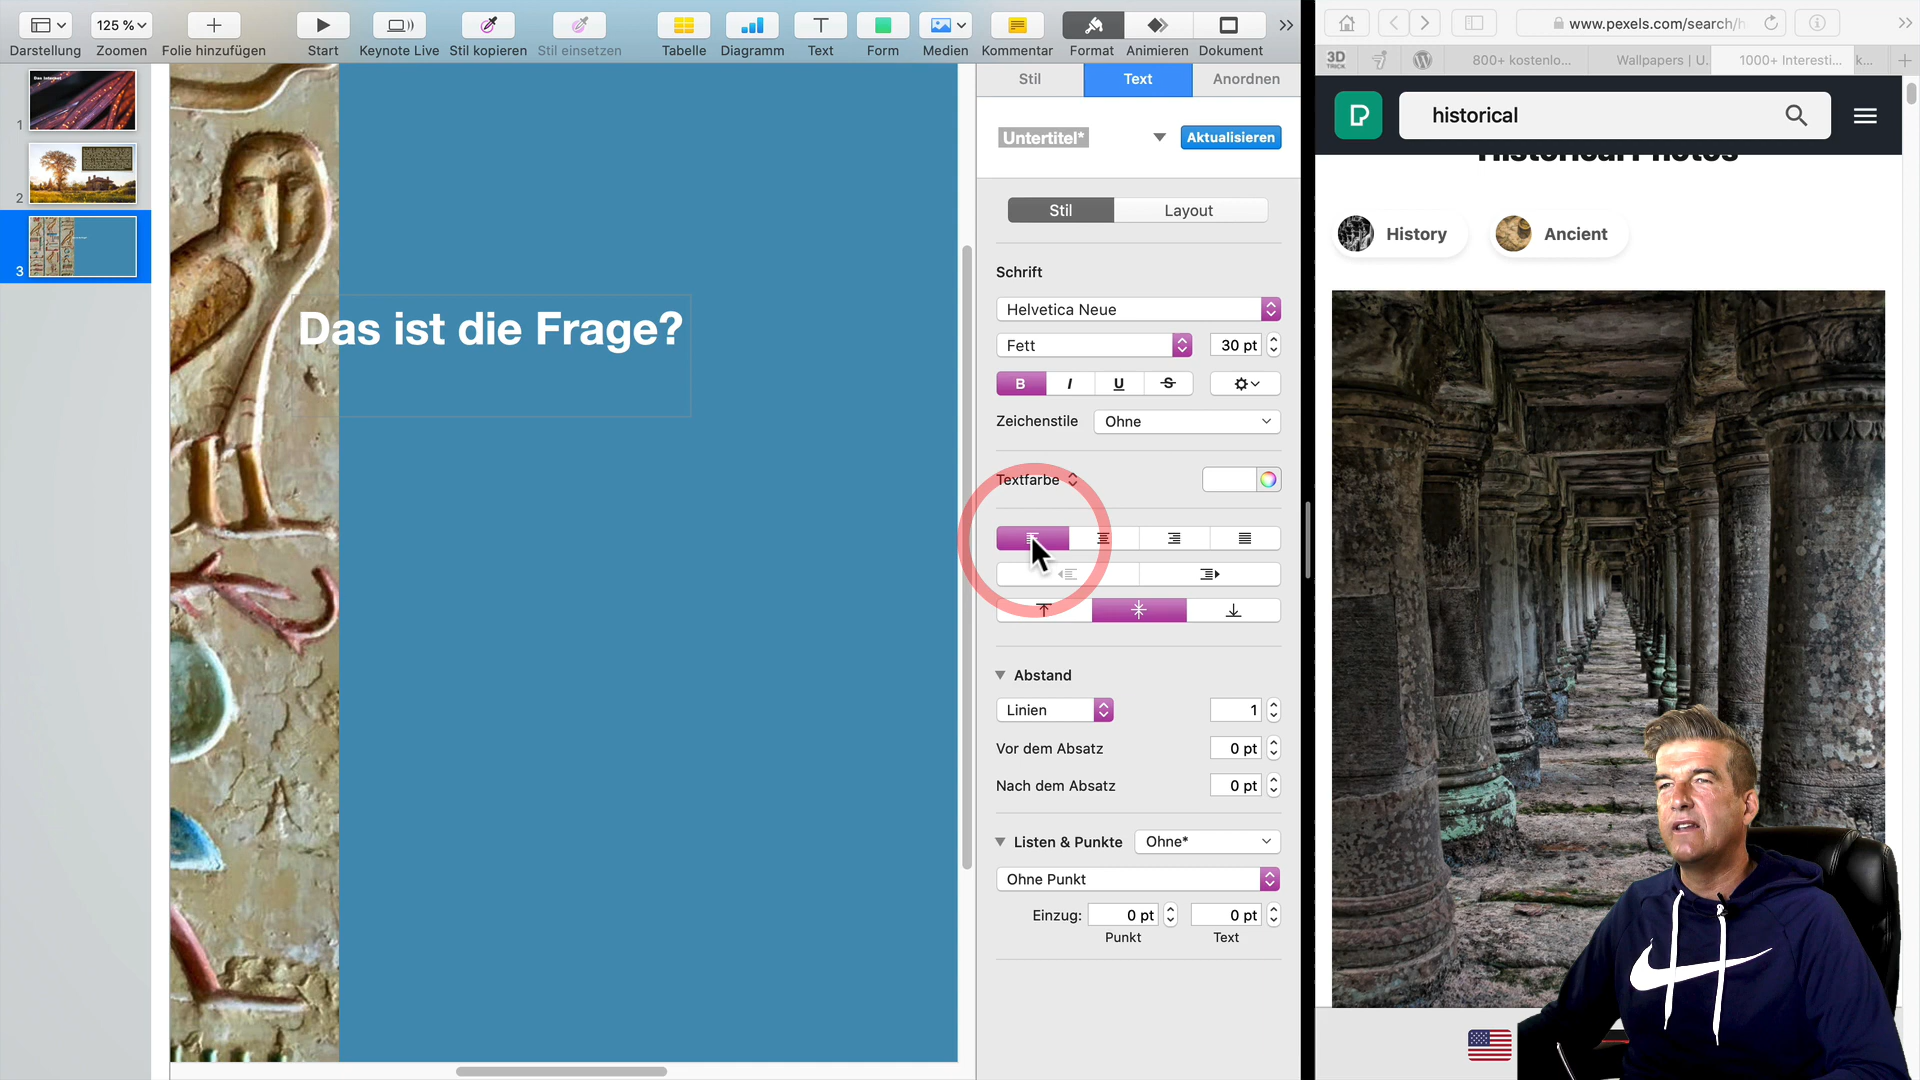 125 %
Darstellung
Zoomen
Folie hinzufügen
Start
Keynote Live
Stil kopieren
Stil einsetzen
Tabelle
Diagramm
Text
Form
Medien
Kommentar
Format
Animieren
Dokument
1
2
3
Das ist die Frage?
Stil
Text
Anordnen
Untertitel*
Aktualisieren
Stil
Layout
Schrift
Helvetica Neue
Fett
30 pt
B
I
U
S
Zeichenstile
Ohne
Textfarbe
Abstand
Linien
1
Vor dem Absatz
0 pt
Nach dem Absatz
0 pt
Listen & Punkte
Ohne*
Ohne Punkt
Einzug:
0 pt
0 pt
Punkt
Text
www.pexels.com/search/h
3D
TRICK
800+ kostenlo...
Wallpapers | U.
1000+ Interesti...
k...
historical
Historical Photos
History
Ancient